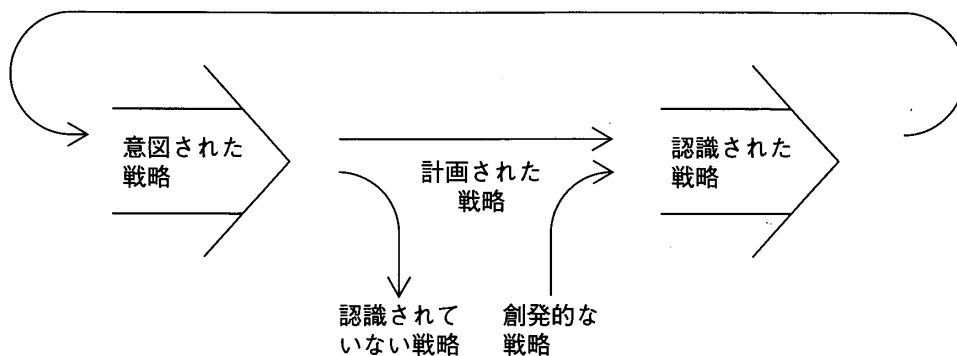 意図された
戦略
計画された
戦略
認識された
戦略
認識されて
いない戦略
創発的な
戦略